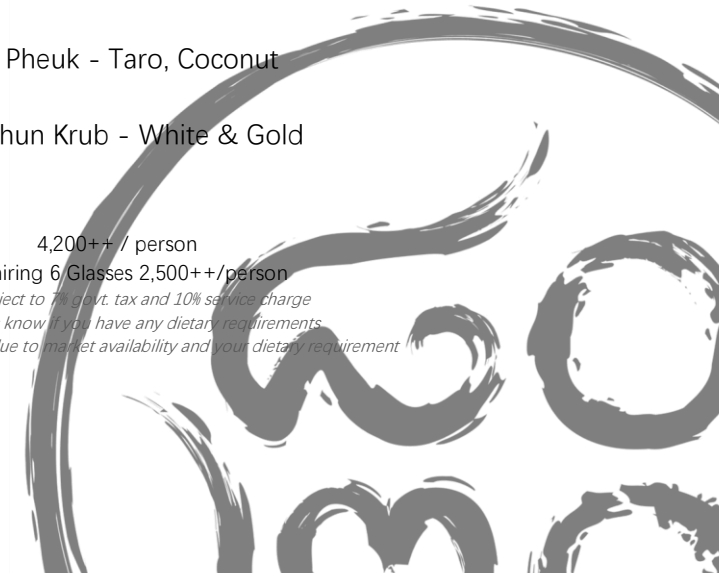 Pheuk - Taro, Coconut
hun Krub - White & Gold
4,200++ / person
iring 6 Glasses 2,500++/person
ject to 7% govt. tax and 10% service charge
know if you have any dietary requirements
ue to market availability and your dietary requirement